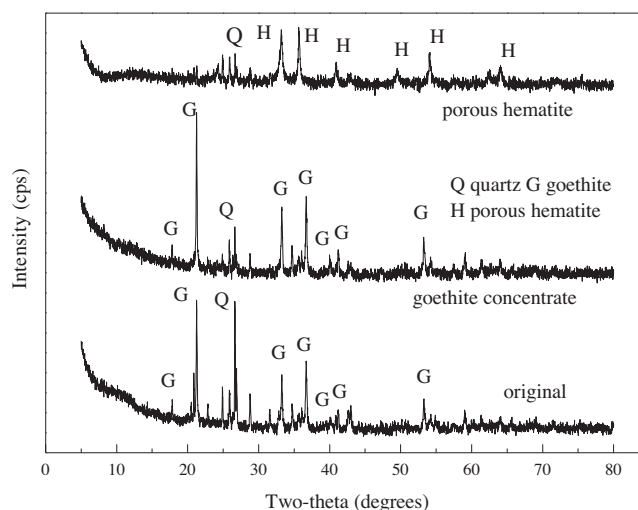 H H H H H H
Q
porous hematite
G
Q quartz G goethite
H porous hematite
G G
G Q G G G
goethite concentrate
G Q
G G G G G
original
0 10 20 30 40 50 60 70 80
Two-theta (degrees)
Intensity (cps)